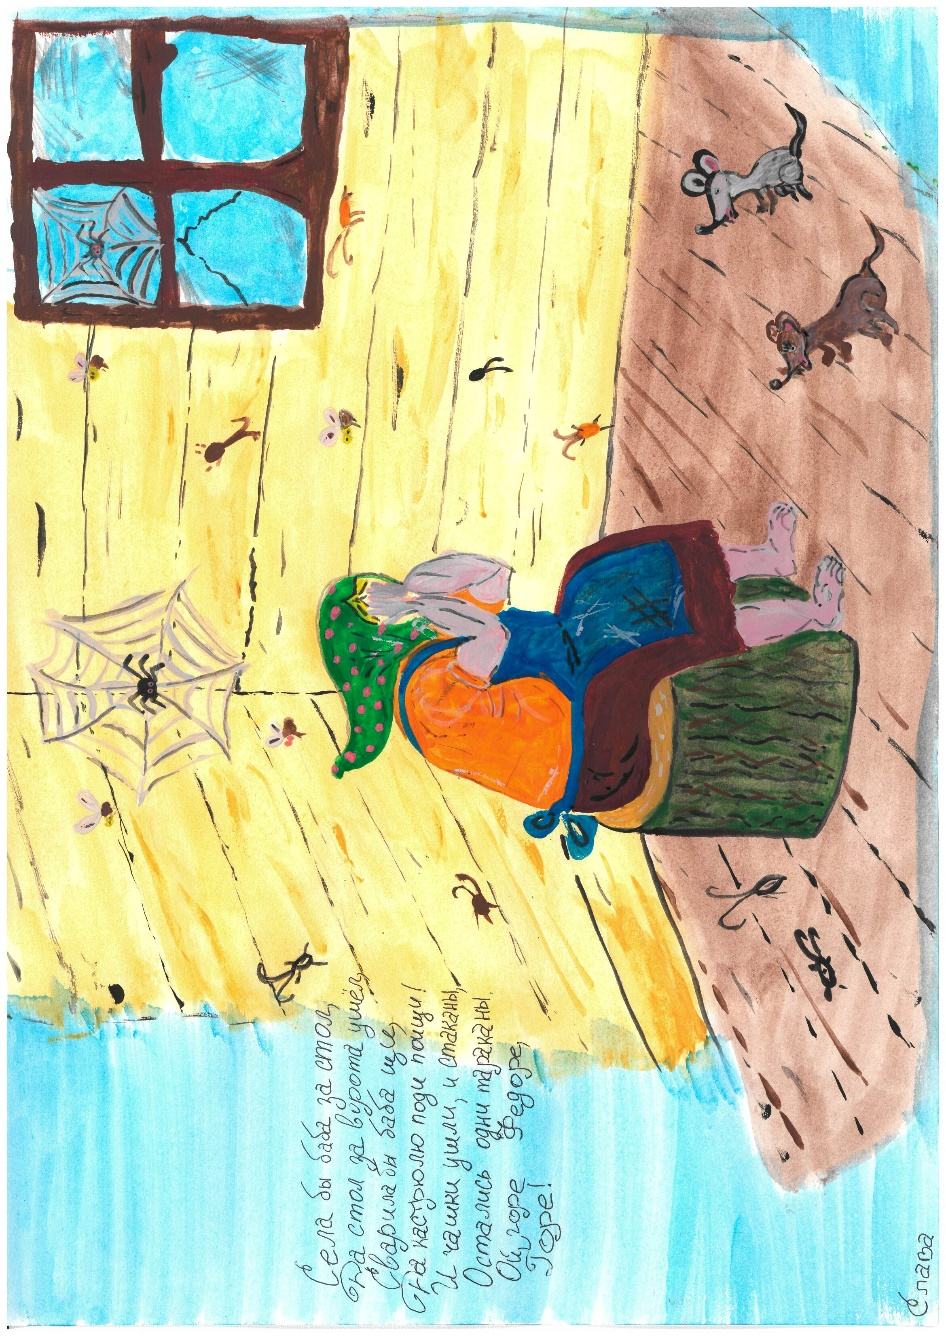 Села бы баба за стол,
Да стол за ворота ушёл,
Сварила бы баба щи,
Да кастрюлю поди поищи!
И чашки ушли, и стаканы,
Остались одни тараканы.
Ой, горе Федоре,
Горе!
Слава